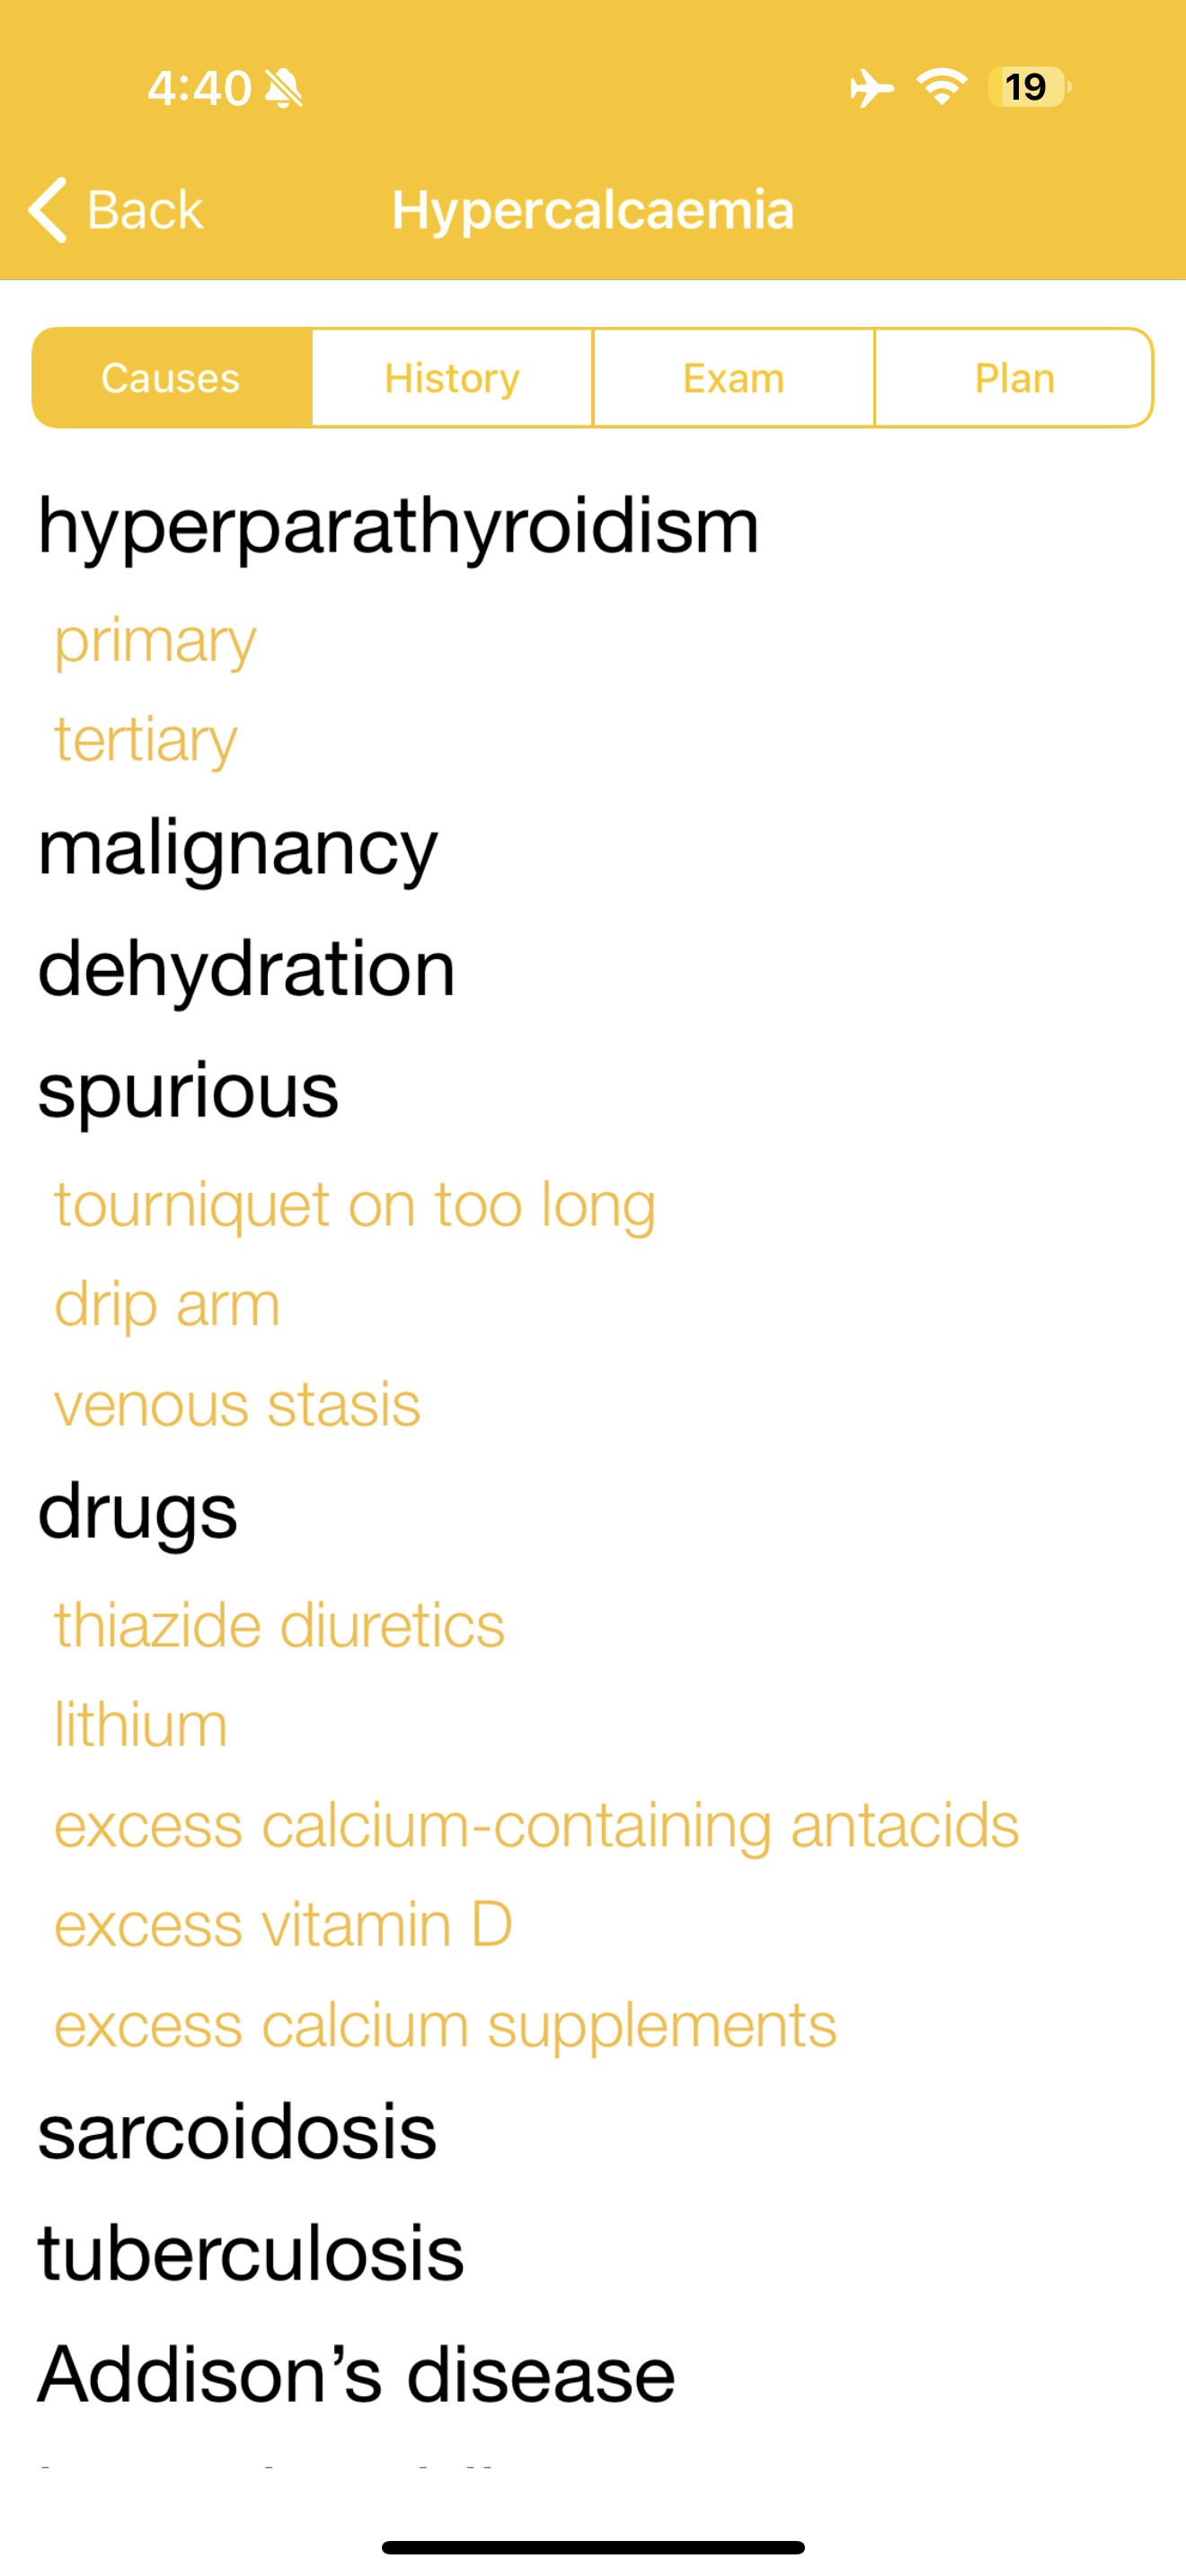 4:40
19
Back
Hypercalcaemia
Causes
History
Exam
Plan
hyperparathyroidism
primary
tertiary
malignancy
dehydration
spurious
tourniquet on too long
drip arm
venous stasis
drugs
thiazide diuretics
lithium
excess calcium-containing antacids
excess vitamin D
excess calcium supplements
sarcoidosis
tuberculosis
Addison’s disease